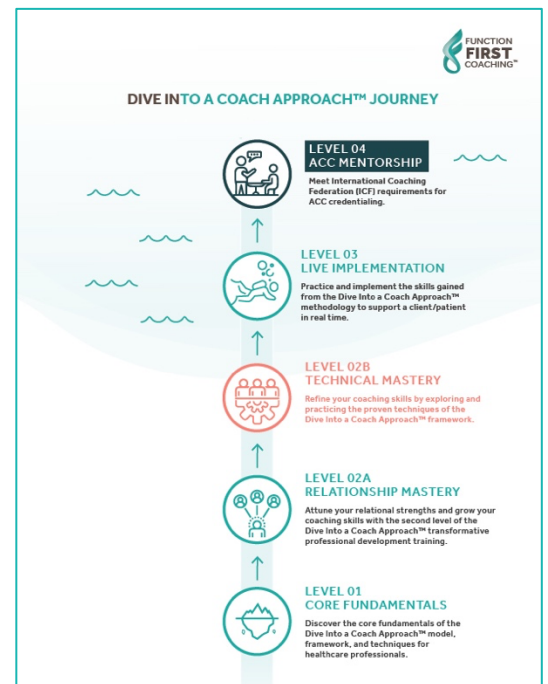 FUNCTION
FIRST
COACHING™
DIVE INTO A COACH APPROACH™ JOURNEY
LEVEL 04
ACC MENTORSHIP
Meet International Coaching
Federation (ICF) requirements for
ACC credentialing.
LEVEL 03
LIVE IMPLEMENTATION
Practice and implement the skills gained
from the Dive Into a Coach Approach™
methodology to support a client/patient
in real time.
LEVEL 02B
TECHNICAL MASTERY
Refine your coaching skills by exploring and
practicing the proven techniques of the
Dive Into a Coach Approach™ framework.
LEVEL 02A
RELATIONSHIP MASTERY
Attune your relational strengths and grow your
coaching skills with the second level of the
Dive Into a Coach Approach™ transformative
professional development training.
LEVEL 01
CORE FUNDAMENTALS
Discover the core fundamentals of the
Dive Into a Coach Approach™ model,
framework, and techniques for
healthcare professionals.